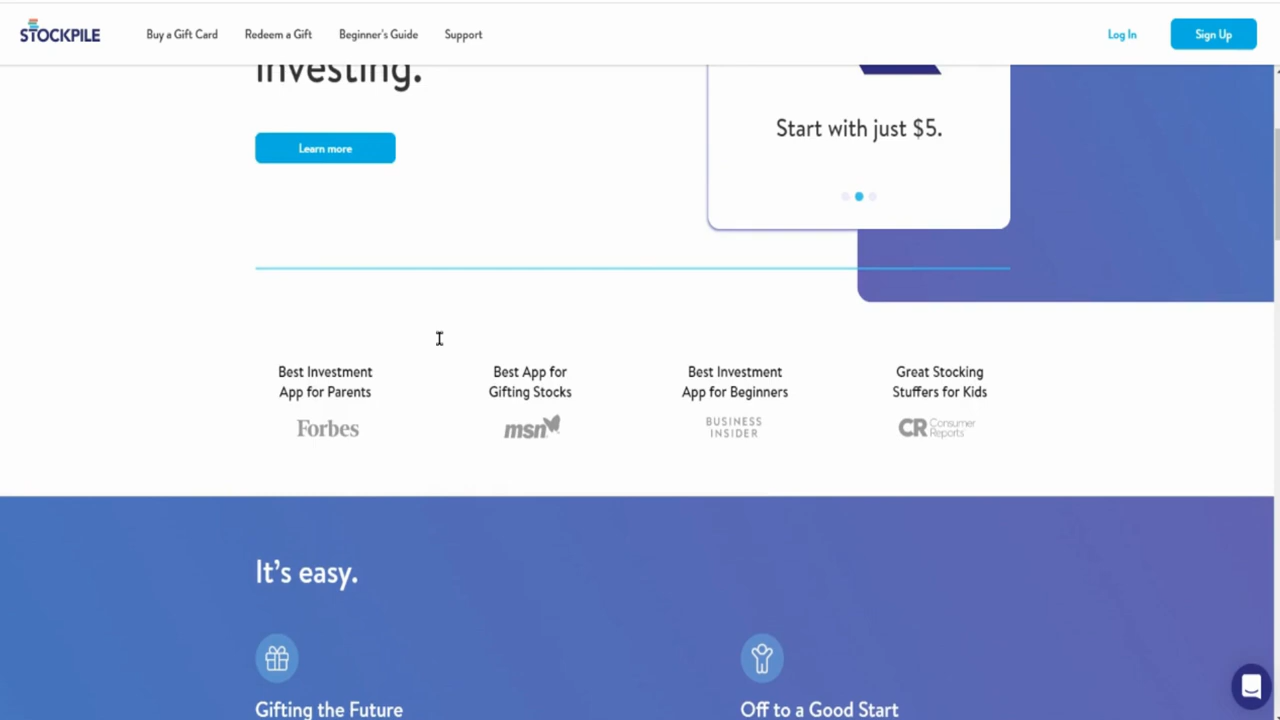 STOCKPILE Buy a Gift Card Redeem a Gift Beginner's Guide Support Log In Sign Up
investing.
Learn more
Start with just $5.
Best Investment
App for Parents
Forbes
Best App for
Gifting Stocks
msn
Best Investment
App for Beginners
BUSINESS
INSIDER
Great Stocking
Stuffers for Kids
CR Consumer
Reports
It's easy.
Gifting the Future
Off to a Good Start